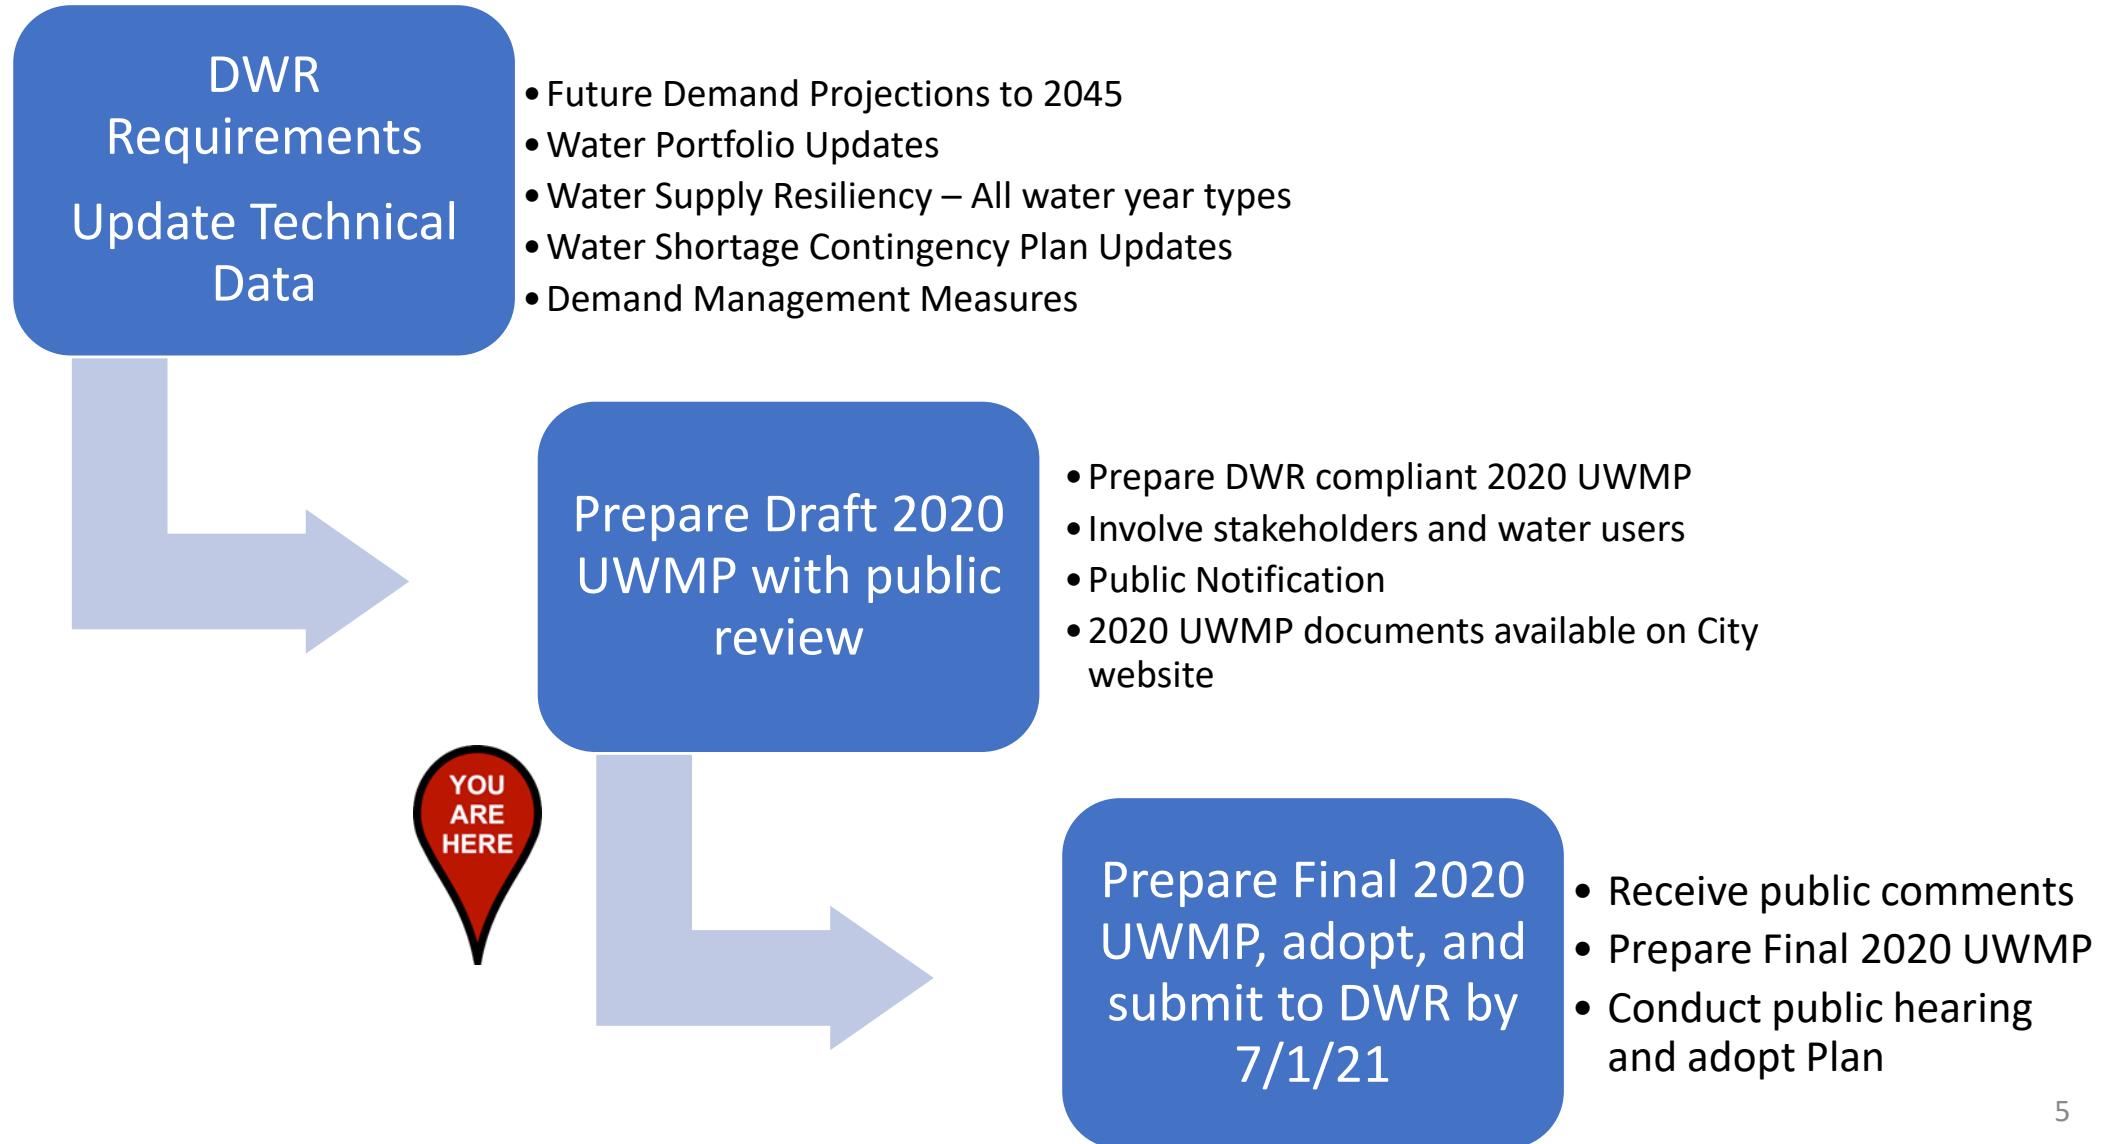 DWR
Requirements
Update Technical
Data
•Future Demand Projections to 2045
•Water Portfolio Updates
•Water Supply Resiliency – All water year types
•Water Shortage Contingency Plan Updates
•Demand Management Measures
Prepare Draft 2020
UWMP with public
review
•Prepare DWR compliant 2020 UWMP
•Involve stakeholders and water users
•Public Notification
•2020 UWMP documents available on City
website
YOU
ARE
HERE
Prepare Final 2020
UWMP, adopt, and
submit to DWR by
7/1/21
• Receive public comments
• Prepare Final 2020 UWMP
• Conduct public hearing
and adopt Plan
5